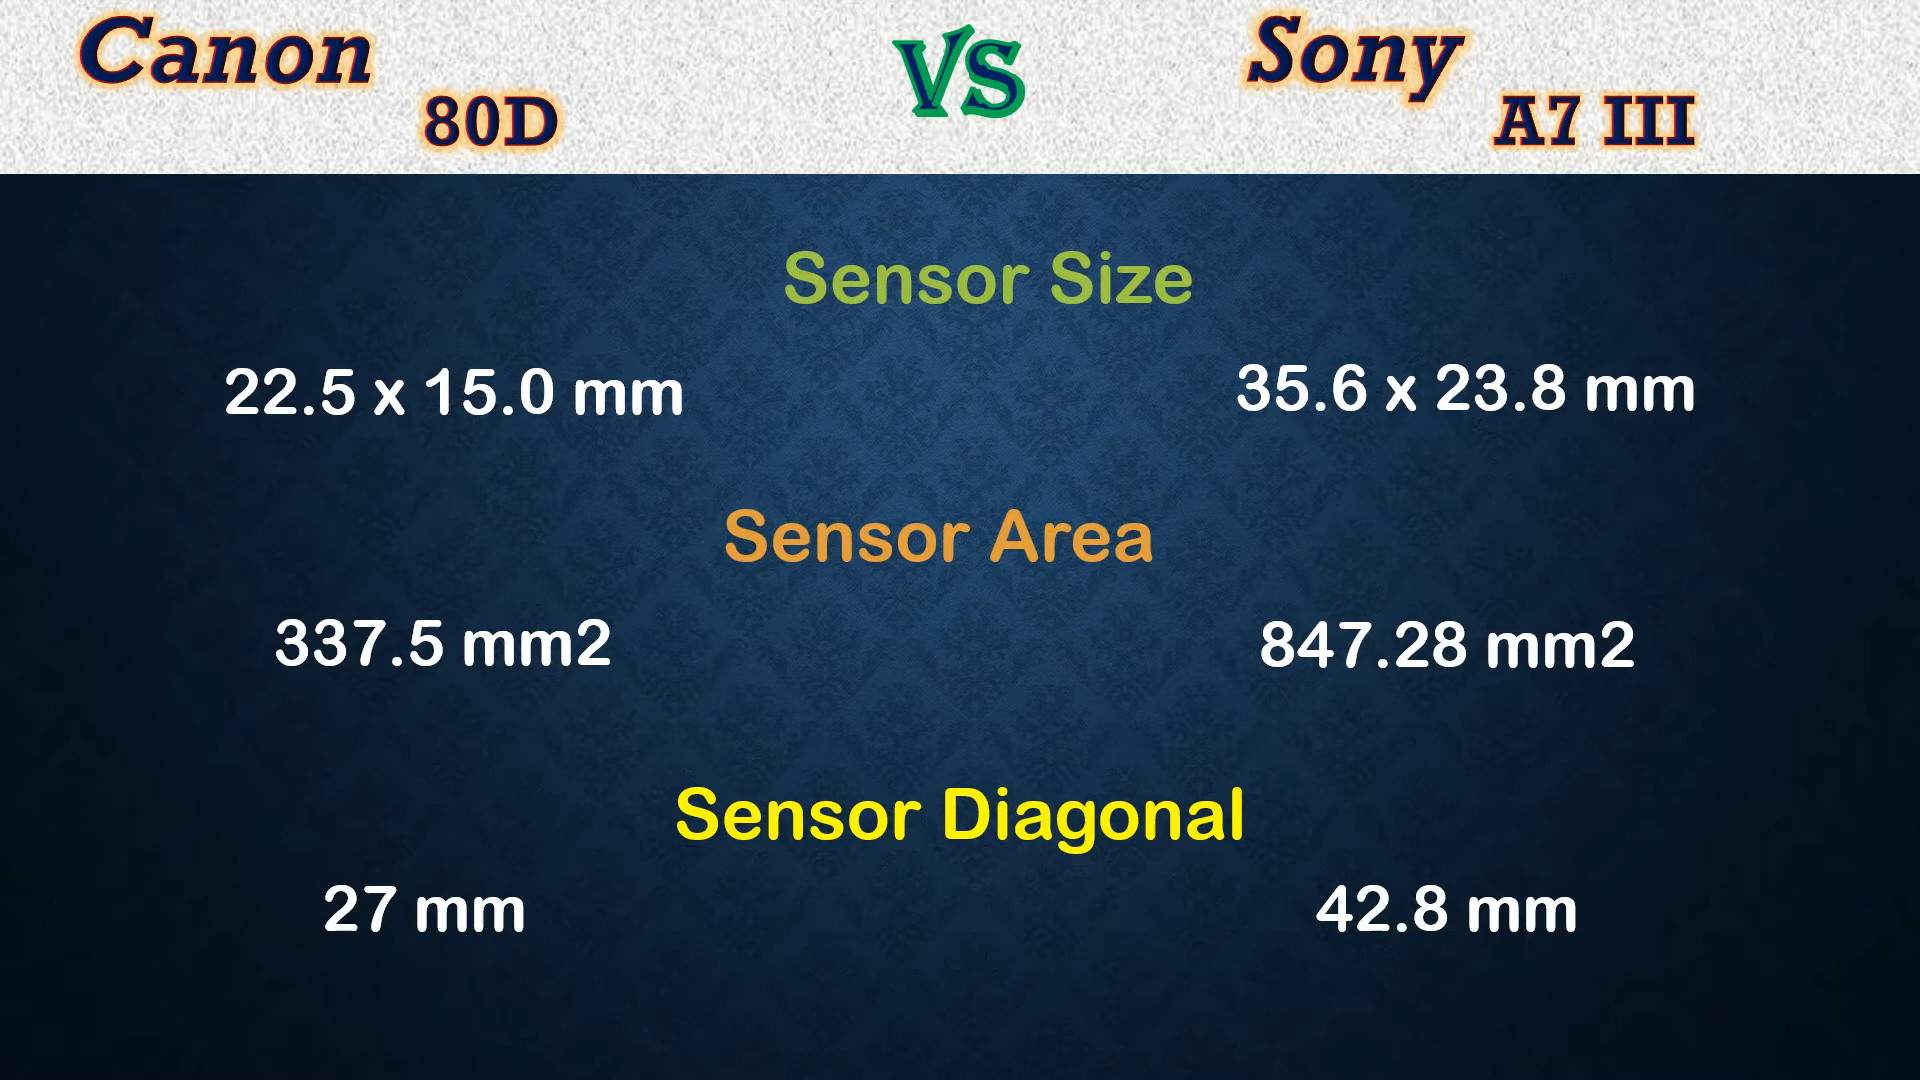 Canon
80D
VS
Sony
A7 III
Sensor Size
22.5 x 15.0 mm
35.6 x 23.8 mm
Sensor Area
337.5 mm2
847.28 mm2
Sensor Diagonal
27 mm
42.8 mm